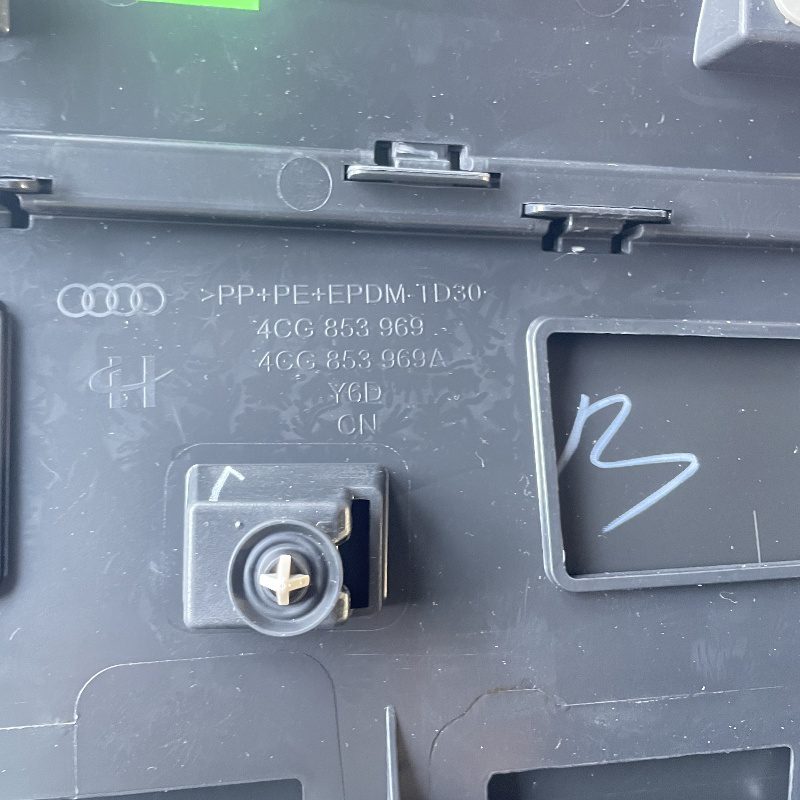 >PP+PE+EPDM-TD30<
4CG 853 969
4CG 853 969A
Y6D
CN
B